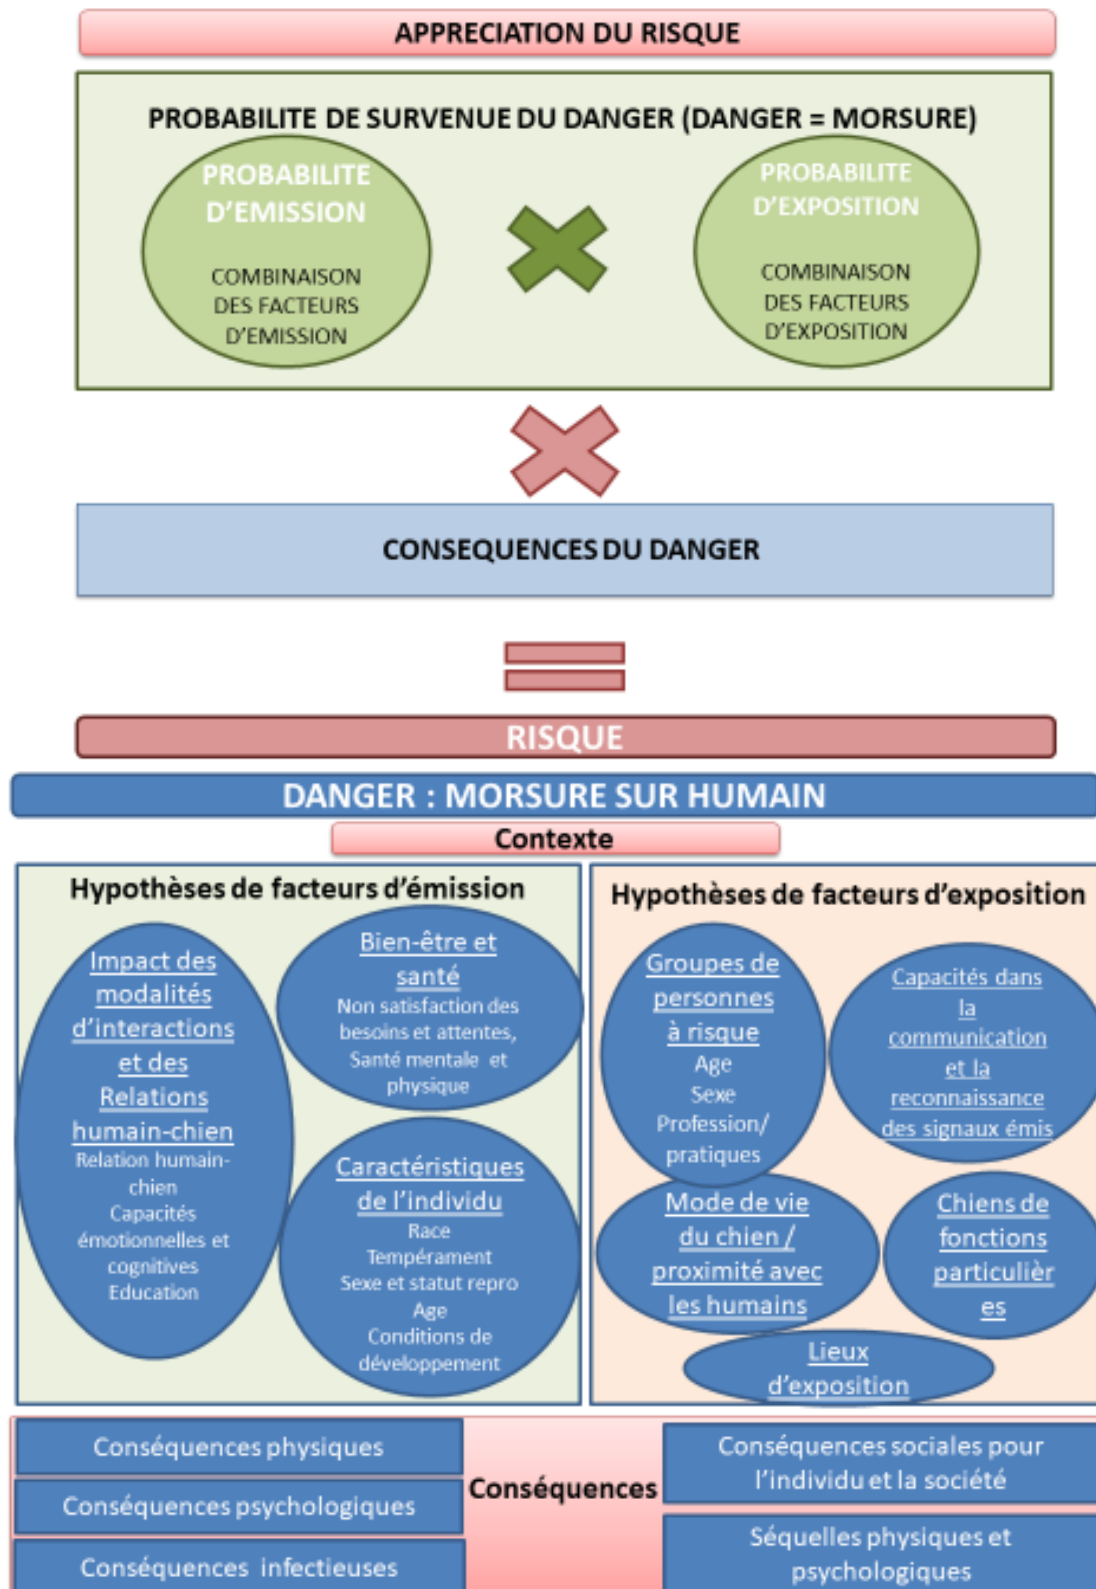 APPRECIATION DU RISQUE
PROBABILITE DE SURVENUE DU DANGER (DANGER = MORSURE)
PROBABILITE
D'EMISSION
COMBINAISON
DES FACTEURS
D'EMISSION
PROBABILITE
D'EXPOSITION
COMBINAISON
DES FACTEURS
D'EXPOSITION
CONSEQUENCES DU DANGER
RISQUE
DANGER : MORSURE SUR HUMAIN
Contexte
Hypothèses de facteurs d'émission
Impact des
modalités
d'interactions
et des
Relations
humain-chien
Relation humain-
chien
Capacités
émotionnelles et
cognitives
Education
Bien-être et
santé
Non satisfaction des
besoins et attentes,
Santé mentale et
physique
Caractéristiques
de l'individu
Race
Tempérament
Sexe et statut repro
Age
Conditions de
développement
Hypothèses de facteurs d'exposition
Groupes de
personnes
à risque
Age
Sexe
Profession/
pratiques
Capacités dans
la
communication
et la
reconnaissance
des signaux émis
Mode de vie
du chien /
proximité avec
les humains
Chiens de
fonctions
particulièr
es
Lieux
d'exposition
Conséquences physiques
Conséquences psychologiques
Conséquences infectieuses
Conséquences
Conséquences sociales pour
l'individu et la société
Séquelles physiques et
psychologiques